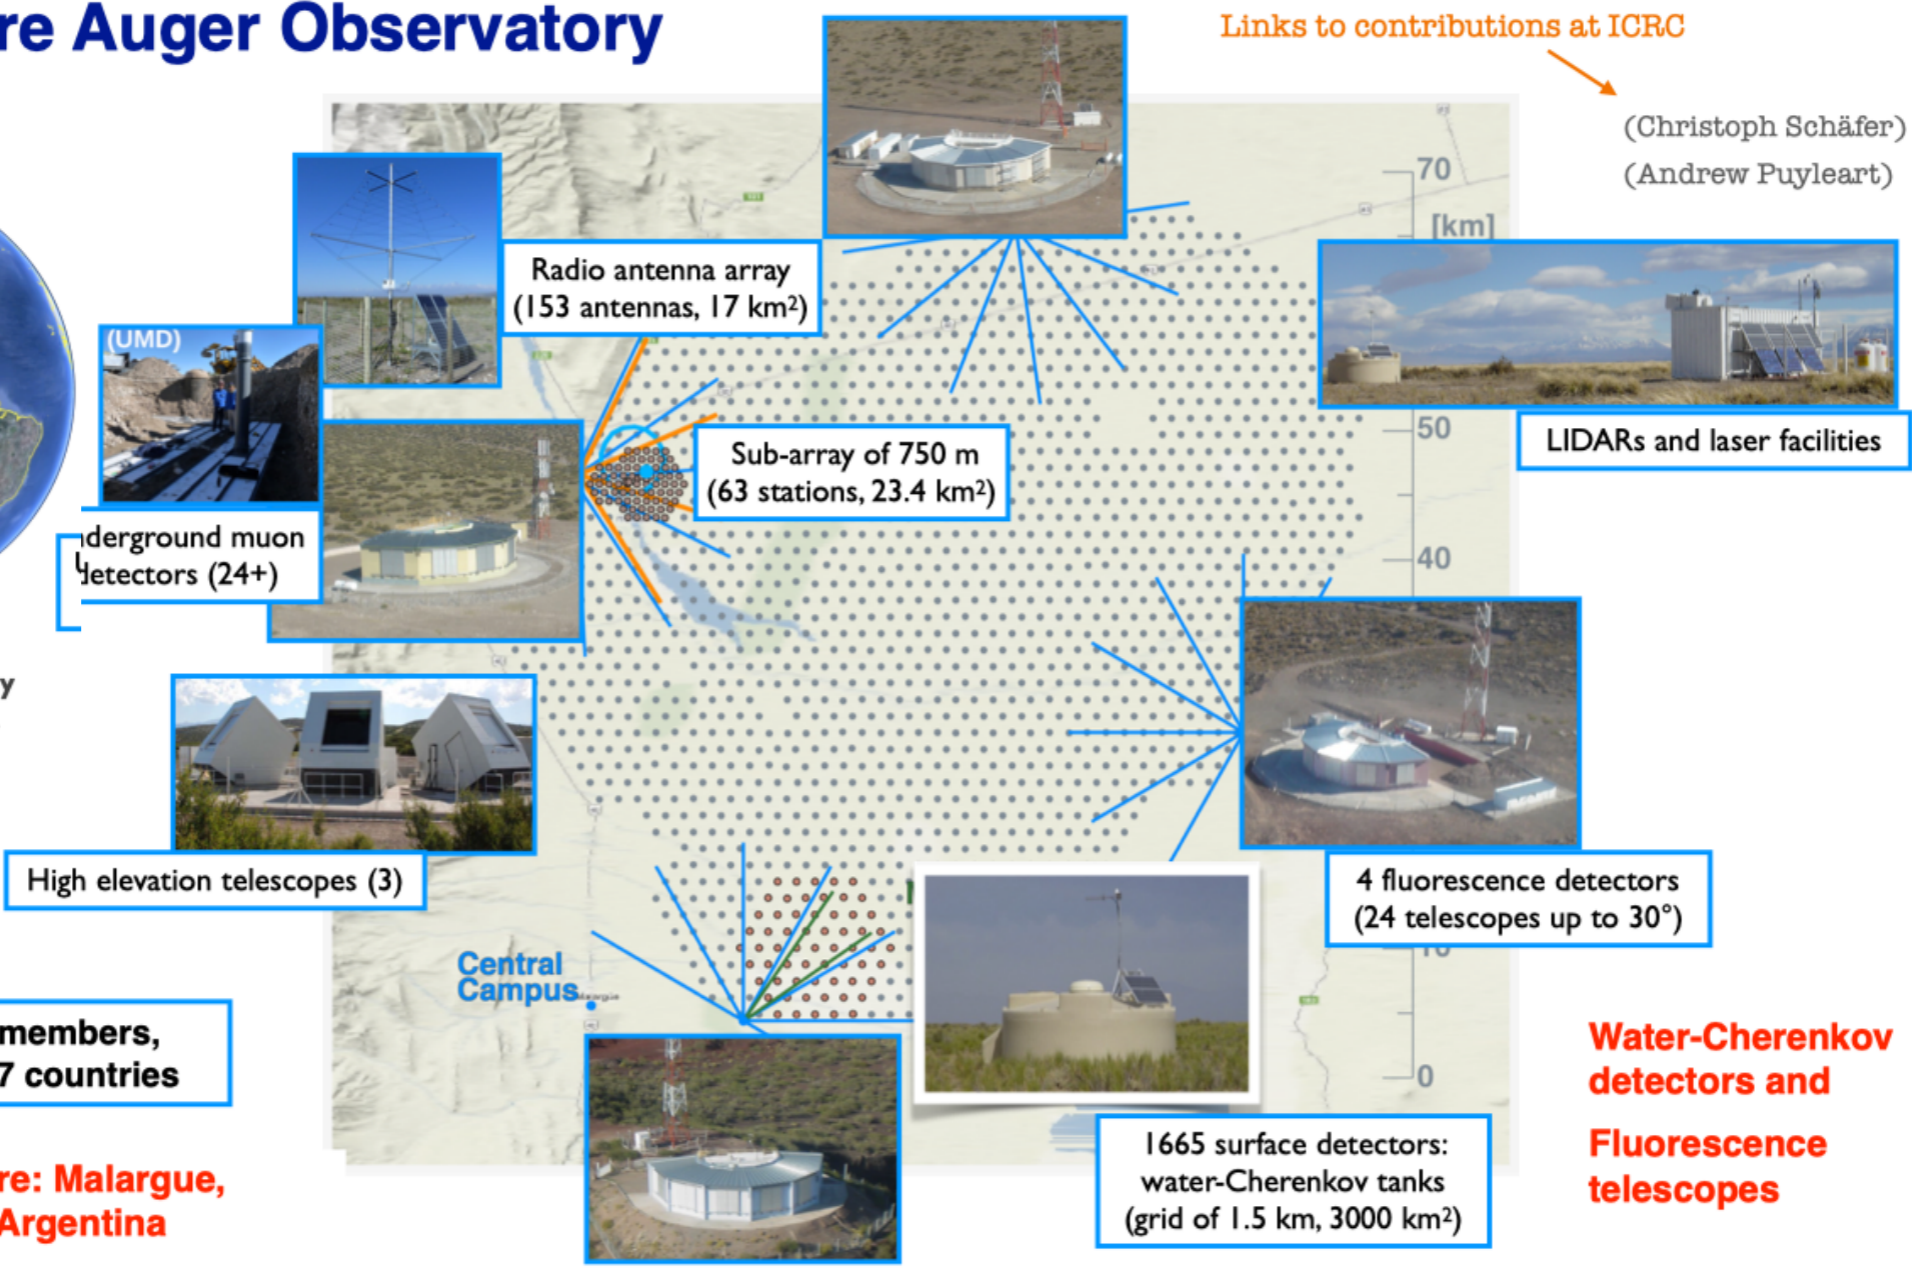 re Auger Observatory
Links to contributions at ICRC
(Christoph Schäfer)
(Andrew Puyleart)
70
[km]
Radio antenna array
(153 antennas, 17 km²)
(UMD)
50
LIDARs and laser facilities
Sub-array of 750 m
(63 stations, 23.4 km²)
nderground muon
detectors (24+)
40
y
High elevation telescopes (3)
4 fluorescence detectors
(24 telescopes up to 30°)
10
Central
Campus
Malargüe
members,
7 countries
0
Water-Cherenkov
detectors and
Fluorescence
telescopes
re: Malargue,
Argentina
1665 surface detectors:
water-Cherenkov tanks
(grid of 1.5 km, 3000 km²)